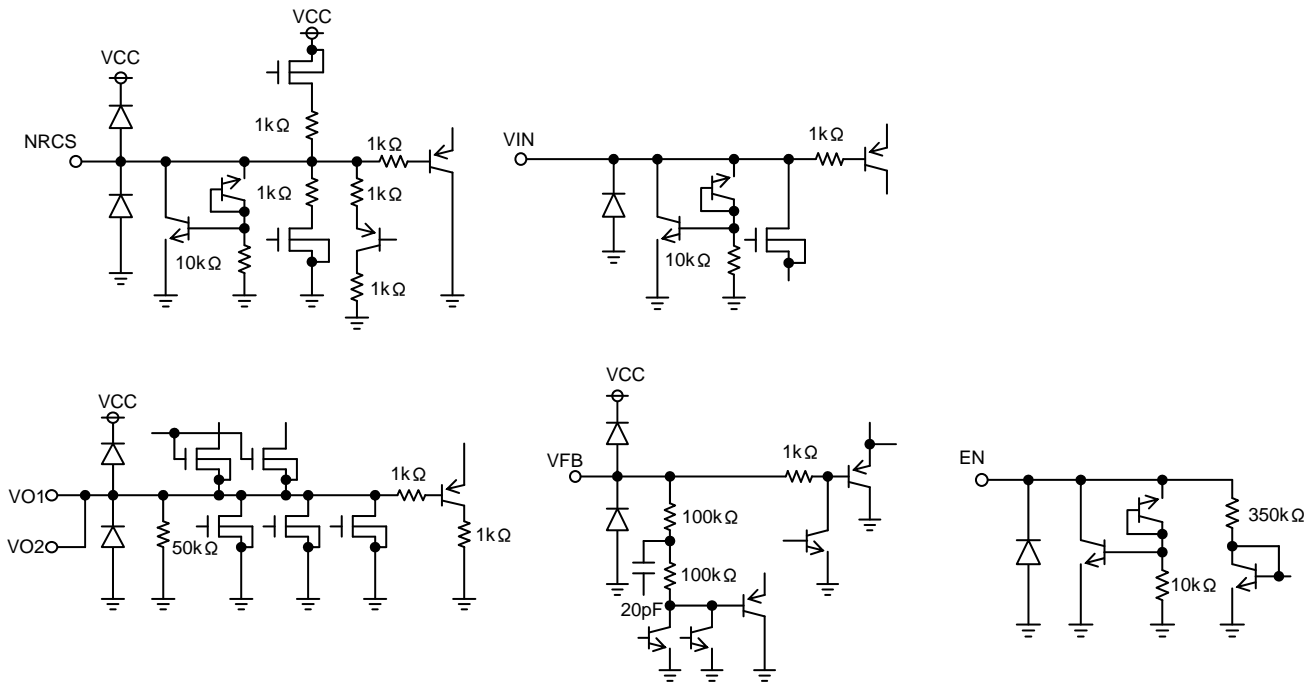 VCC
VCC
NRCS
1kΩ
1kΩ
1kΩ
1kΩ
10kΩ
1kΩ
VIN
1kΩ
10kΩ
VCC
VO1
VO2
50kΩ
1kΩ
1kΩ
VCC
VFB
1kΩ
100kΩ
100kΩ
20pF
EN
350kΩ
10kΩ